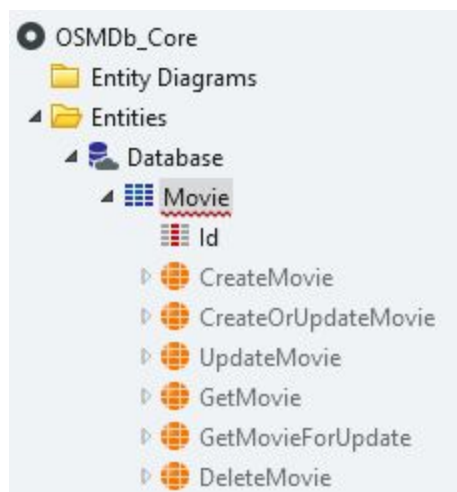 OSMDb_Core
Entity Diagrams
Entities
Database
Movie
Id
CreateMovie
CreateOrUpdateMovie
UpdateMovie
GetMovie
GetMovieForUpdate
DeleteMovie